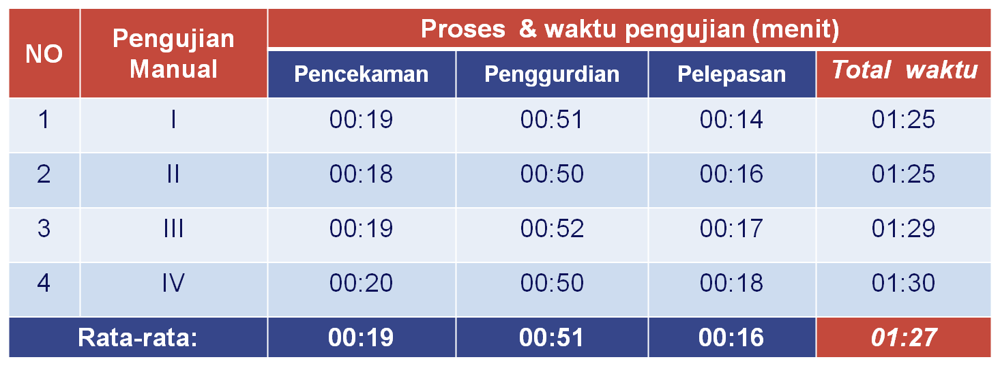 NO Pengujian Manual Proses & waktu pengujian (menit)
Pencekaman Penggurdian Pelepasan Total waktu
1 I 00:19 00:51 00:14 01:25
2 II 00:18 00:50 00:16 01:25
3 III 00:19 00:52 00:17 01:29
4 IV 00:20 00:50 00:18 01:30
Rata-rata: 00:19 00:51 00:16 01:27